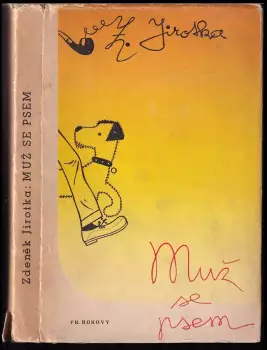 Zdeněk Jirotka: MUŽ SE PSEM
Z. Jirotka
Muž
se
psem
FR. BOROVÝ